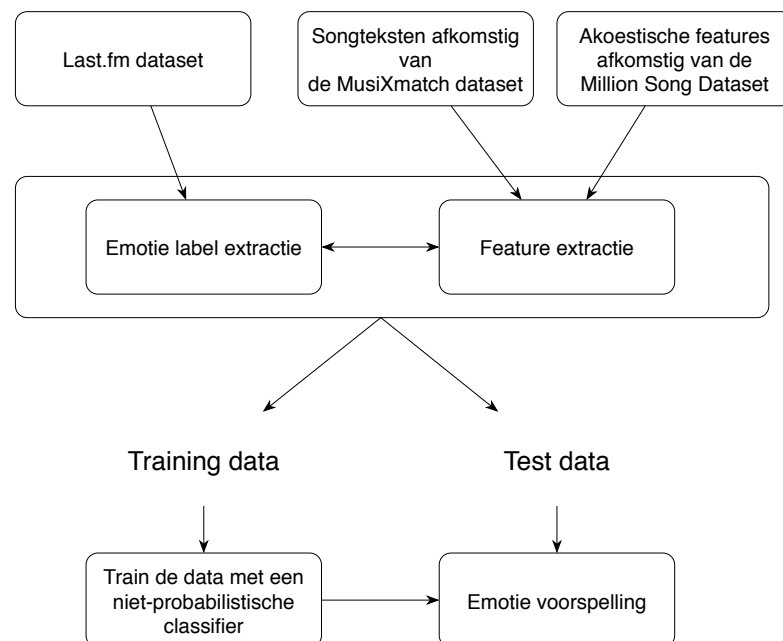 Last.fm dataset
Songteksten afkomstig
van
de MusiXmatch dataset
Akoestische features
afkomstig van de
Million Song Dataset
Emotie label extractie
Feature extractie
Training data
Test data
Train de data met een
niet-probabilistische
classifier
Emotie voorspelling